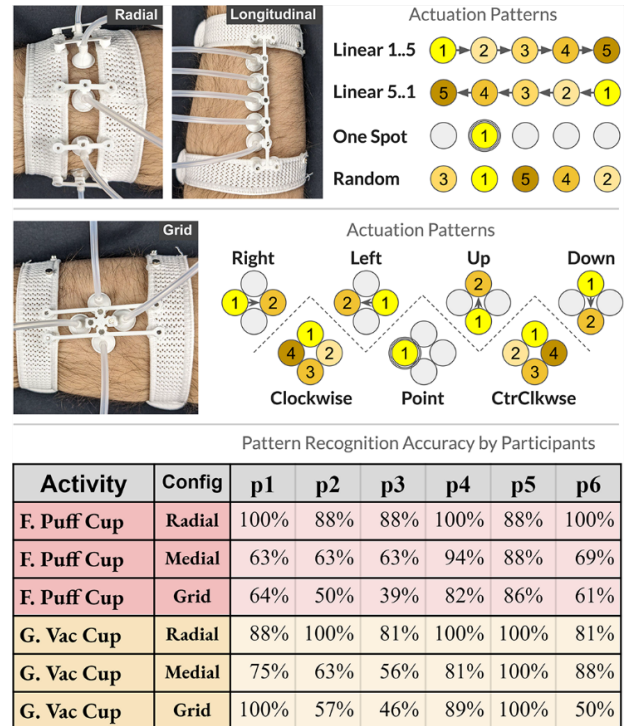 Radial
Longitudinal
Actuation Patterns
Linear 1..5 1 2 3 4 5
Linear 5..1 5 4 3 2 1
One Spot 1
Random 3 1 5 4 2
Grid
Actuation Patterns
Right Left Up Down
1 2
2 1
2
1
1
2
1
4 2
3
1
1
2 4
3
Clockwise Point CtrClkwse
Pattern Recognition Accuracy by Participants
Activity Config p1 p2 p3 p4 p5 p6
F. Puff Cup Radial 100% 88% 88% 100% 88% 100%
F. Puff Cup Medial 63% 63% 63% 94% 88% 69%
F. Puff Cup Grid 64% 50% 39% 82% 86% 61%
G. Vac Cup Radial 88% 100% 81% 100% 100% 81%
G. Vac Cup Medial 75% 63% 56% 81% 100% 88%
G. Vac Cup Grid 100% 57% 46% 89% 100% 50%